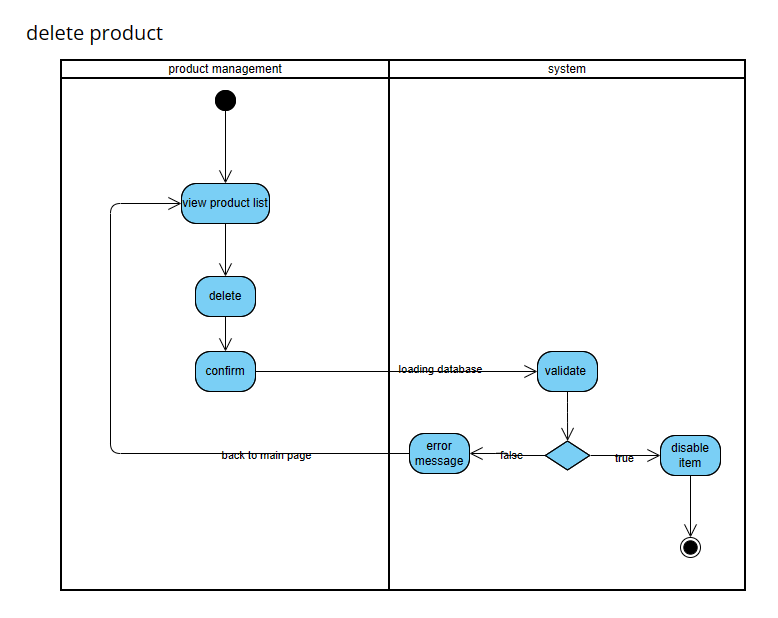 delete product
product management
system
view product list
delete
confirm
loading database
validate
error
message
false
true
disable
item
back to main page